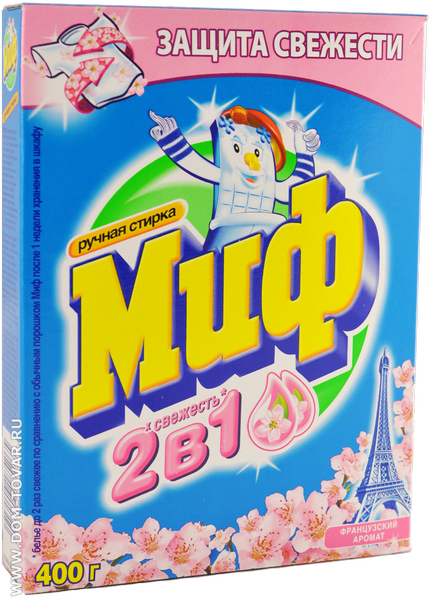 ЗАЩИТА СВЕЖЕСТИ
ручная стирка
Миф
*свежесть*
2в1
ФРАНЦУЗСКИЙ
АРОМАТ
400 г
* белье до 2 раз свежее по сравнению с обычным порошком Миф после 1 недели хранения в шкафу
WWW.DOM-TOVAR.RU